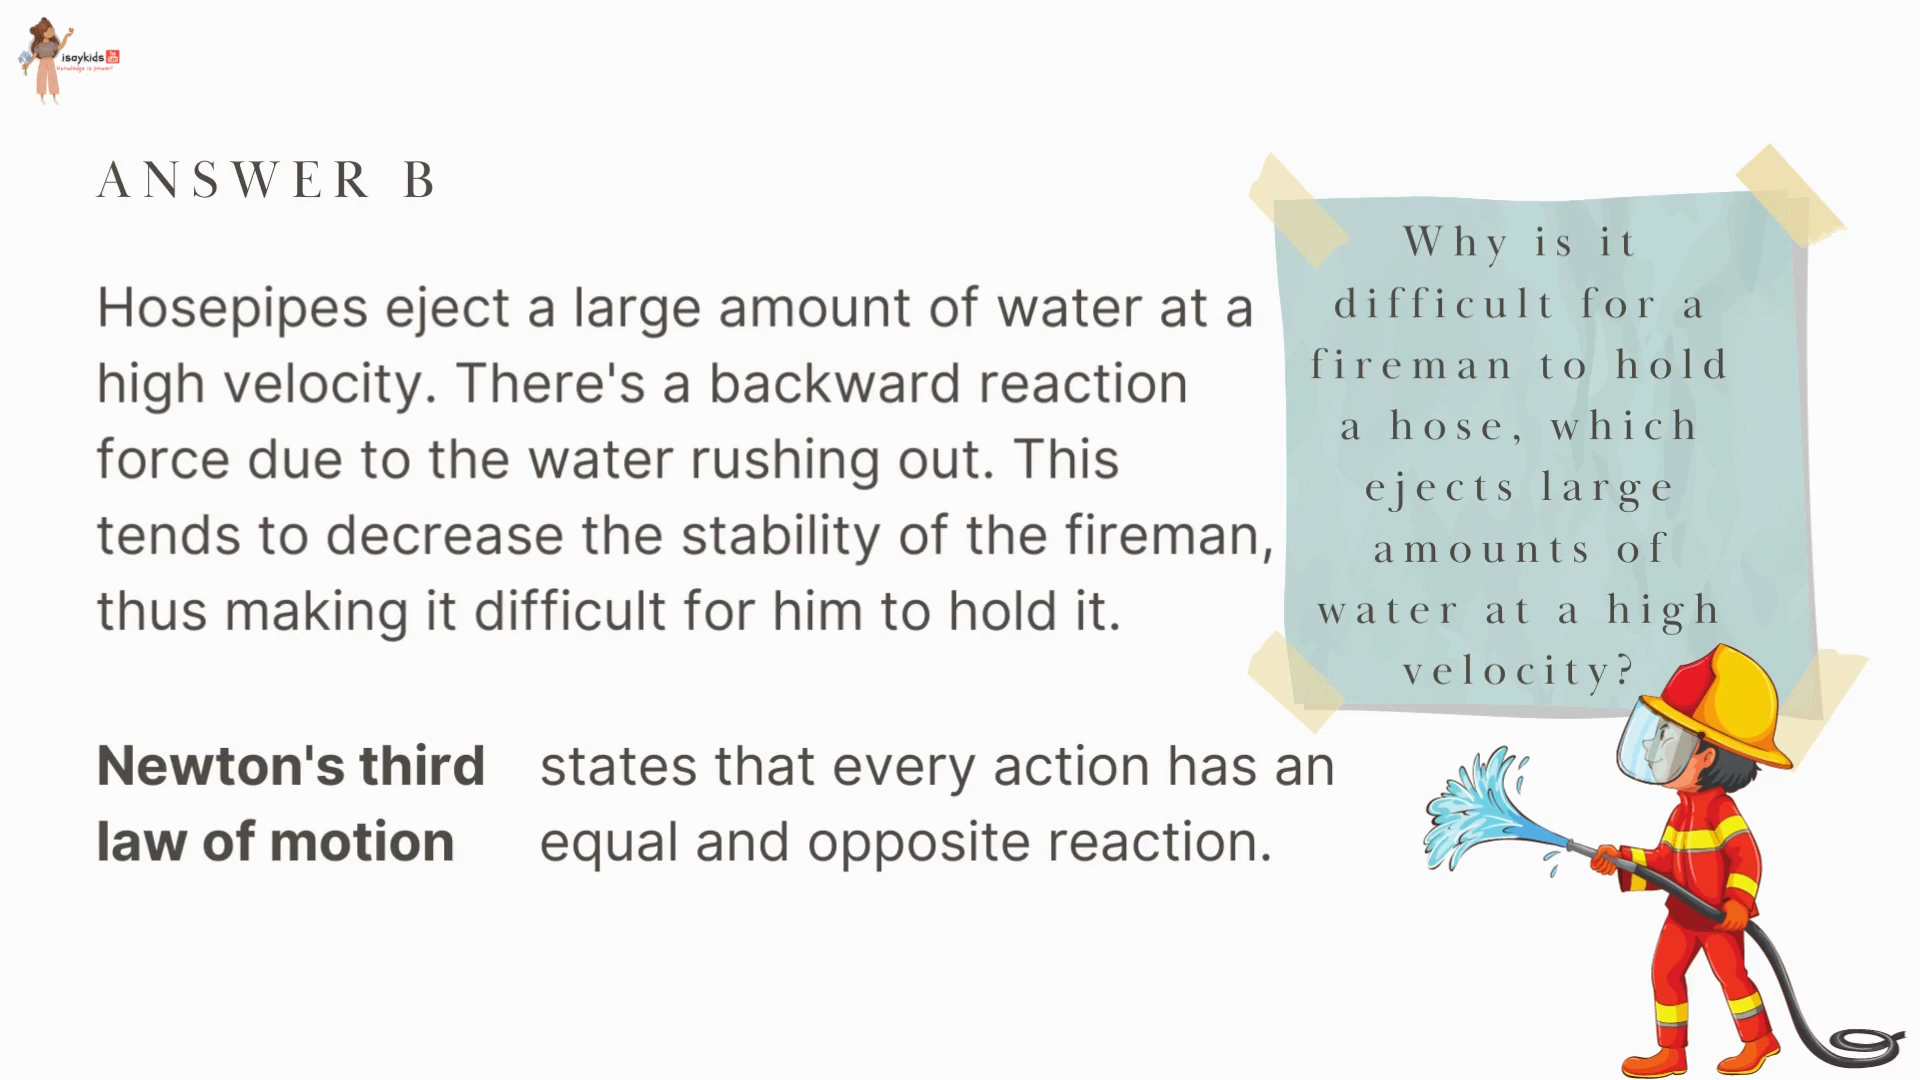 isaykids
Knowledge is power!
ANSWER B
Hosepipes eject a large amount of water at a
high velocity. There's a backward reaction
force due to the water rushing out. This
tends to decrease the stability of the fireman,
thus making it difficult for him to hold it.
Newton's third
law of motion
states that every action has an
equal and opposite reaction.
Why is it
difficult for a
fireman to hold
a hose, which
ejects large
amounts of
water at a high
velocity?